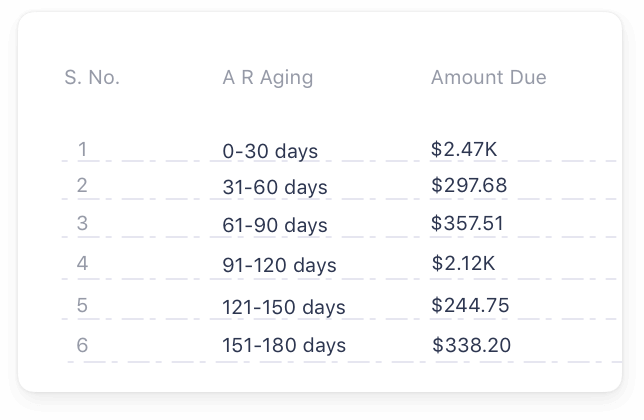 S. No. A R Aging Amount Due
1 0-30 days $2.47K
2 31-60 days $297.68
3 61-90 days $357.51
4 91-120 days $2.12K
5 121-150 days $244.75
6 151-180 days $338.20